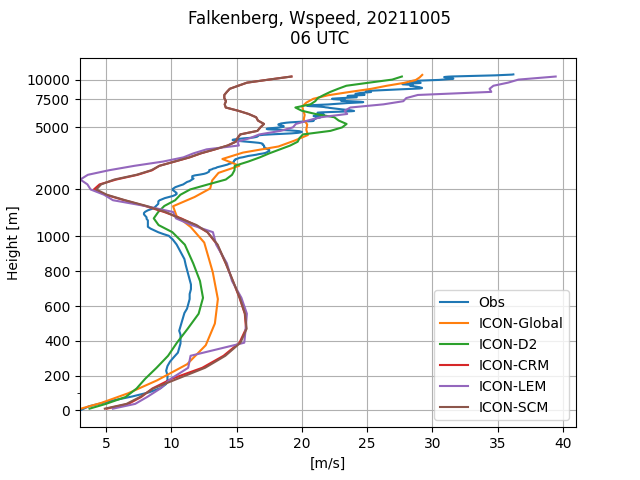 Falkenberg, Wspeed, 20211005
06 UTC
10000
7500
5000
2000
1000
800
600
400
200
0
Height [m]
Obs
ICON-Global
ICON-D2
ICON-CRM
ICON-LEM
ICON-SCM
5 10 15 20 25 30 35 40
[m/s]